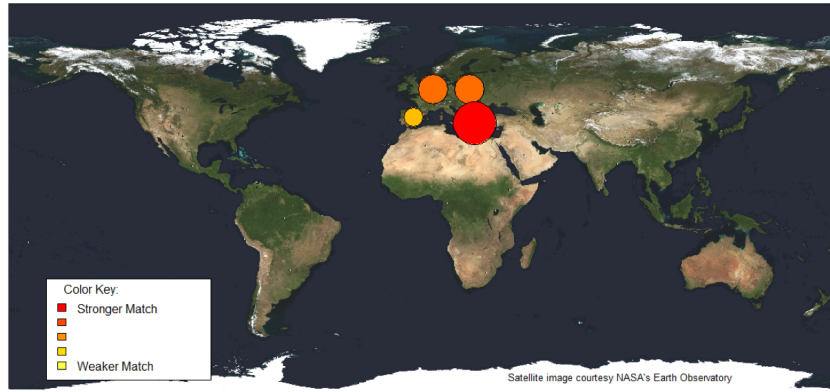 Color Key:
Stronger Match
Weaker Match
Satellite image courtesy NASA's Earth Observatory